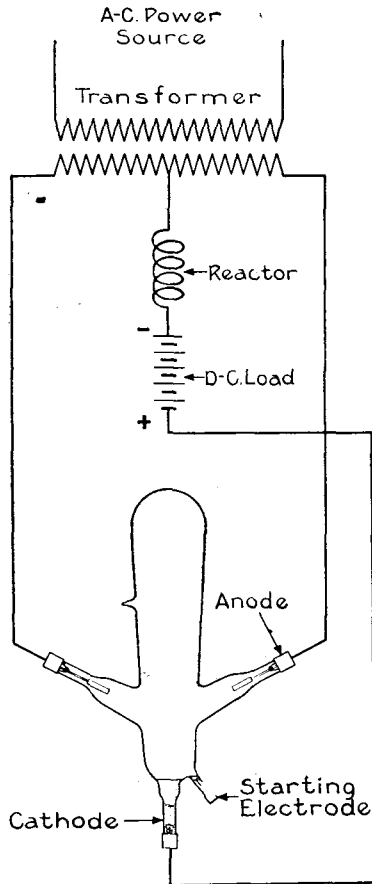 A-C. Power
Source
Transformer
-
Reactor
-
D-C. Load
+
Anode
Starting
Electrode
Cathode